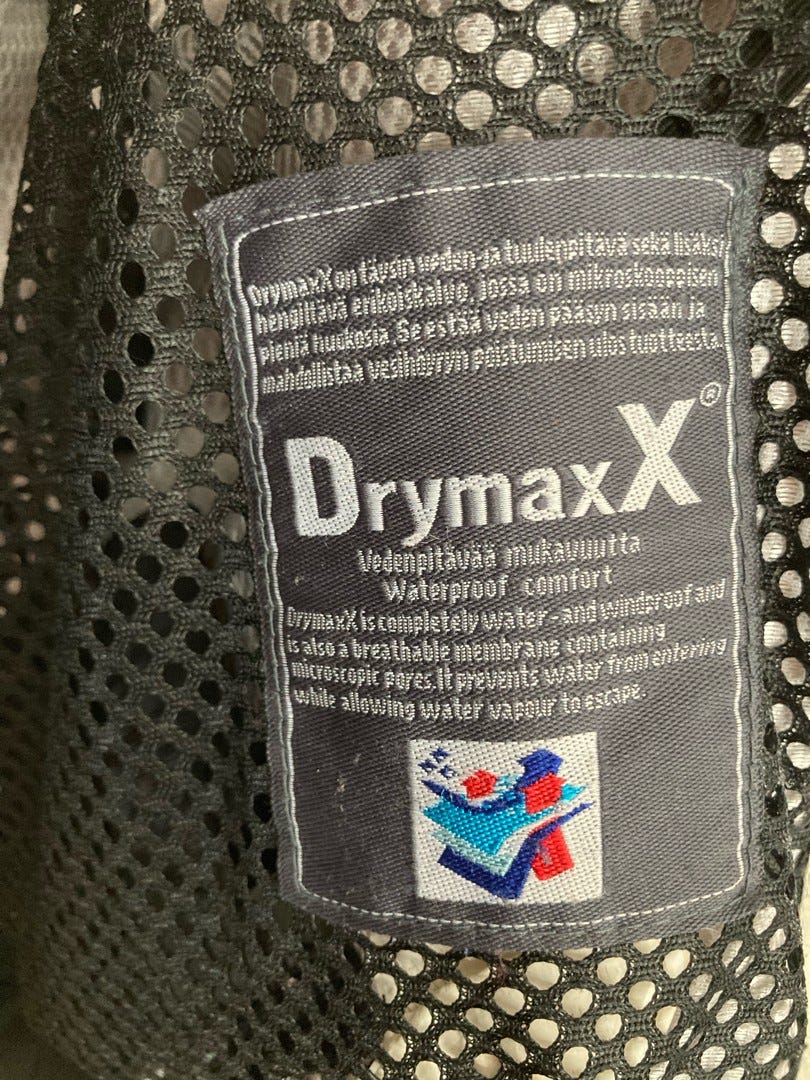 DrymaxX on täysin veden- ja tuulenpitävä sekä lisäksi
hengittävä erikoiskalvo, jossa on mikroskooppisen
pieniä huokosia. Se estää veden pääsyn sisään ja
mahdollistaa vesihöyryn poistumisen ulos tuotteesta.
DrymaxX®
Vedenpitävää mukavuutta
Waterproof comfort
DrymaxX is completely water-and windproof and
is also a breathable membrane containing
microscopic pores.It prevents water from entering
while allowing water vapour to escape.